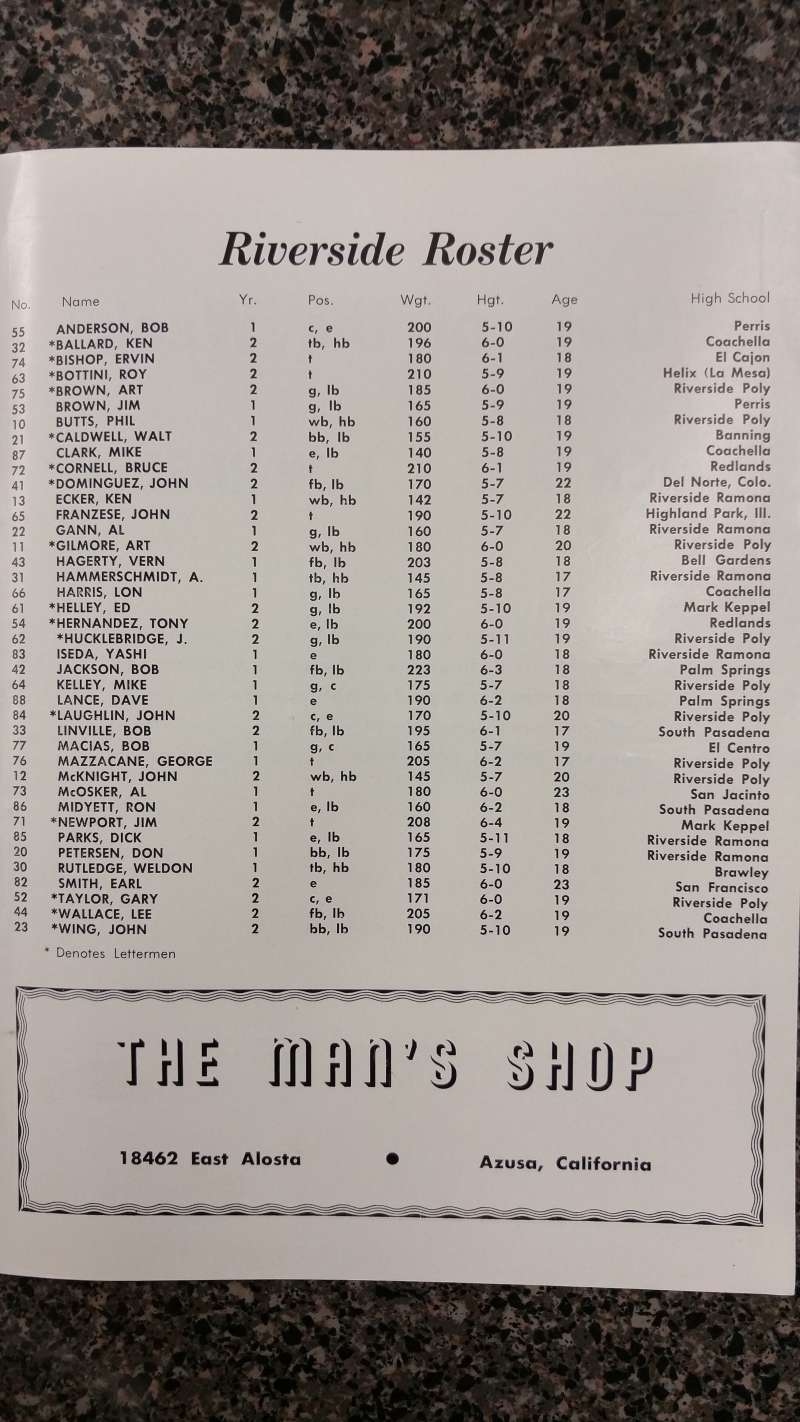 Riverside Roster
No. Name Yr. Pos. Wgt. Hgt. Age High School
55 ANDERSON, BOB 1 c, e 200 5-10 19 Perris
32 *BALLARD, KEN 2 tb, hb 196 6-0 19 Coachella
74 *BISHOP, ERVIN 2 t 180 6-1 18 El Cajon
63 *BOTTINI, ROY 2 t 210 5-9 19 Helix (La Mesa)
75 *BROWN, ART 2 g, lb 185 6-0 19 Riverside Poly
53 BROWN, JIM 1 g, lb 165 5-9 19 Perris
10 BUTTS, PHIL 1 wb, hb 160 5-8 18 Riverside Poly
21 *CALDWELL, WALT 2 bb, lb 155 5-10 19 Banning
87 CLARK, MIKE 1 e, lb 140 5-8 19 Coachella
72 *CORNELL, BRUCE 2 t 210 6-1 19 Redlands
41 *DOMINGUEZ, JOHN 2 fb, lb 170 5-7 22 Del Norte, Colo.
13 ECKER, KEN 1 wb, hb 142 5-7 18 Riverside Ramona
65 FRANZESE, JOHN 2 t 190 5-10 22 Highland Park, Ill.
22 GANN, AL 1 g, lb 160 5-7 18 Riverside Ramona
11 *GILMORE, ART 2 wb, hb 180 6-0 20 Riverside Poly
43 HAGERTY, VERN 1 fb, lb 203 5-8 18 Bell Gardens
31 HAMMERSCHMIDT, A. 1 tb, hb 145 5-8 17 Riverside Ramona
66 HARRIS, LON 1 g, lb 165 5-8 17 Coachella
61 *HELLEY, ED 2 g, lb 192 5-10 19 Mark Keppel
54 *HERNANDEZ, TONY 2 e, lb 200 6-0 19 Redlands
62 *HUCKLEBRIDGE, J. 2 g, lb 190 5-11 19 Riverside Poly
83 ISEDA, YASHI 1 e 180 6-0 18 Riverside Ramona
42 JACKSON, BOB 1 fb, lb 223 6-3 18 Palm Springs
64 KELLEY, MIKE 1 g, c 175 5-7 18 Riverside Poly
88 LANCE, DAVE 1 e 190 6-2 18 Palm Springs
84 *LAUGHLIN, JOHN 2 c, e 170 5-10 20 Riverside Poly
33 LINVILLE, BOB 2 fb, lb 195 6-1 17 South Pasadena
77 MACIAS, BOB 1 g, c 165 5-7 19 El Centro
76 MAZZACANE, GEORGE 1 t 205 6-2 17 Riverside Poly
12 McKNIGHT, JOHN 2 wb, hb 145 5-7 20 Riverside Poly
73 McOSKER, AL 1 t 180 6-0 23 San Jacinto
86 MIDYETT, RON 1 e, lb 160 6-2 18 South Pasadena
71 *NEWPORT, JIM 2 t 208 6-4 19 Mark Keppel
85 PARKS, DICK 1 e, lb 165 5-11 18 Riverside Ramona
20 PETERSEN, DON 1 bb, lb 175 5-9 19 Riverside Ramona
30 RUTLEDGE, WELDON 1 tb, hb 180 5-10 18 Brawley
82 SMITH, EARL 2 e 185 6-0 23 San Francisco
52 *TAYLOR, GARY 2 c, e 171 6-0 19 Riverside Poly
44 *WALLACE, LEE 2 fb, lb 205 6-2 19 Coachella
23 *WING, JOHN 2 bb, lb 190 5-10 19 South Pasadena
* Denotes Lettermen
THE MAN'S SHOP
18462 East Alosta ● Azusa, California